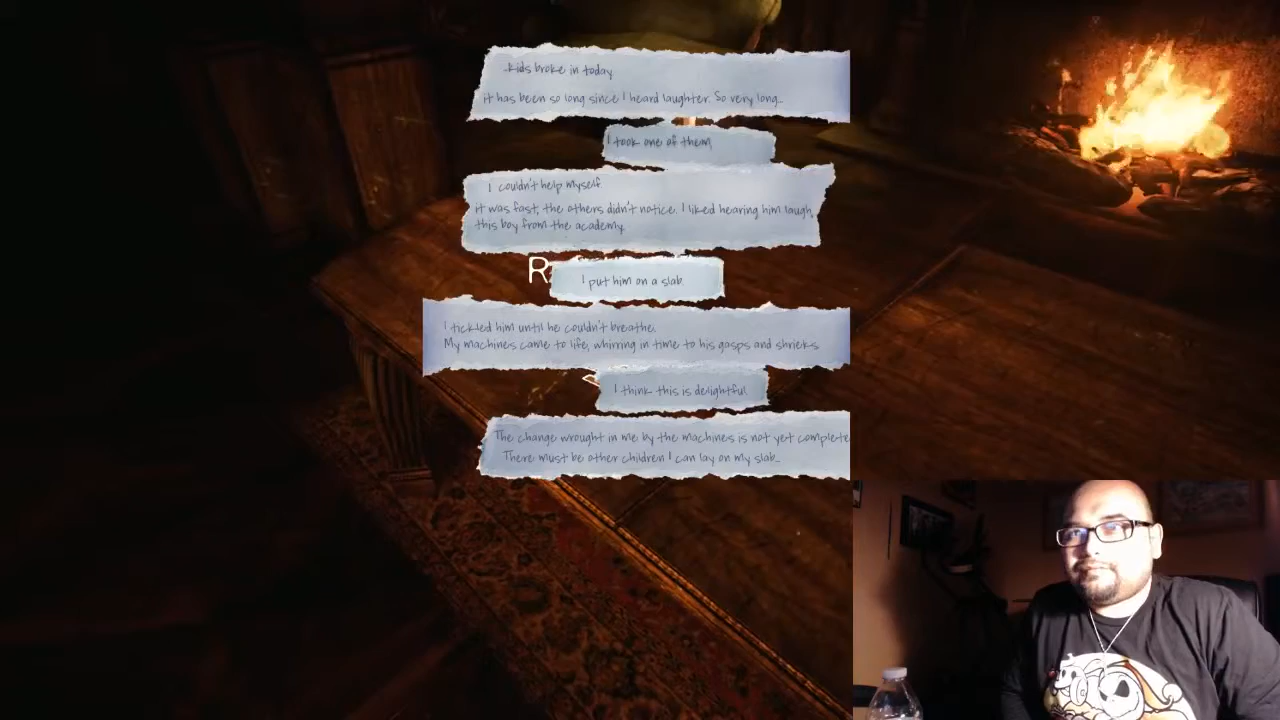 Kids broke in today
it has been so long since I heard laughter. So very long...
I took one of them
I couldn't help myself.
it was fast, the others didn't notice. I liked hearing him laugh,
this boy from the academy.
R
I put him on a slab.
I tickled him until he couldn't breathe.
My machines came to life, whirring in time to his gasps and shrieks.
I think this is delightful.
The change wrought in me by the machines is not yet complete
There must be other children I can lay on my slab...